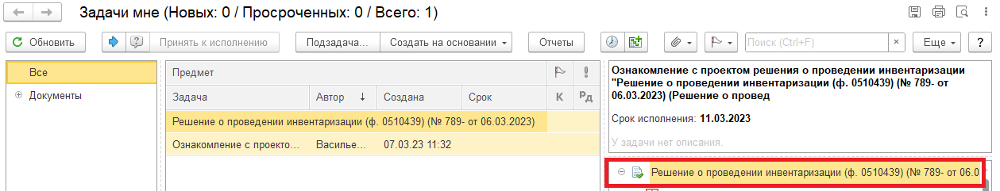 Задачи мне (Новых: 0 / Просроченных: 0 / Всего: 1)
Обновить Принять к исполнению Подзадача... Создать на основании Отчеты Поиск (Ctrl+F) × Еще ?
Все
Документы
Предмет
Задача Автор ↓ Создана Срок К Рд
Решение о проведении инвентаризации (ф. 0510439) (№ 789- от 06.03.2023)
Ознакомление с проекто... Василье... 07.03.23 11:32
Ознакомление с проектом решения о проведении инвентаризации
"Решение о проведении инвентаризации (ф. 0510439) (№ 789- от
06.03.2023) (Решение о провед
Срок исполнения: 11.03.2023
У задачи нет описания.
Решение о проведении инвентаризации (ф. 0510439) (№ 789- от 06.0